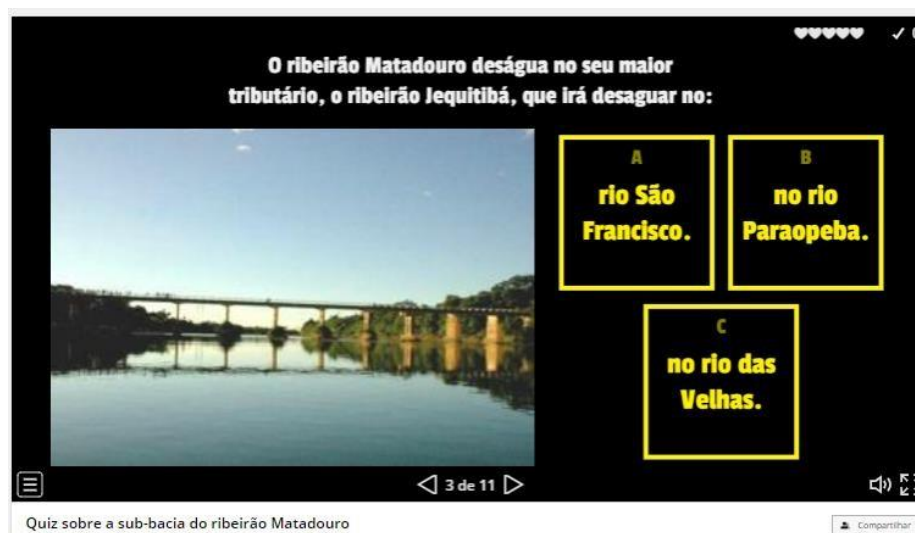 O ribeirão Matadouro deságua no seu maior
tributário, o ribeirão Jequitibá, que irá desaguar no:
A
rio São
Francisco.
B
no rio
Paraopeba.
C
no rio das
Velhas.
3 de 11
Quiz sobre a sub-bacia do ribeirão Matadouro
Compartilhar